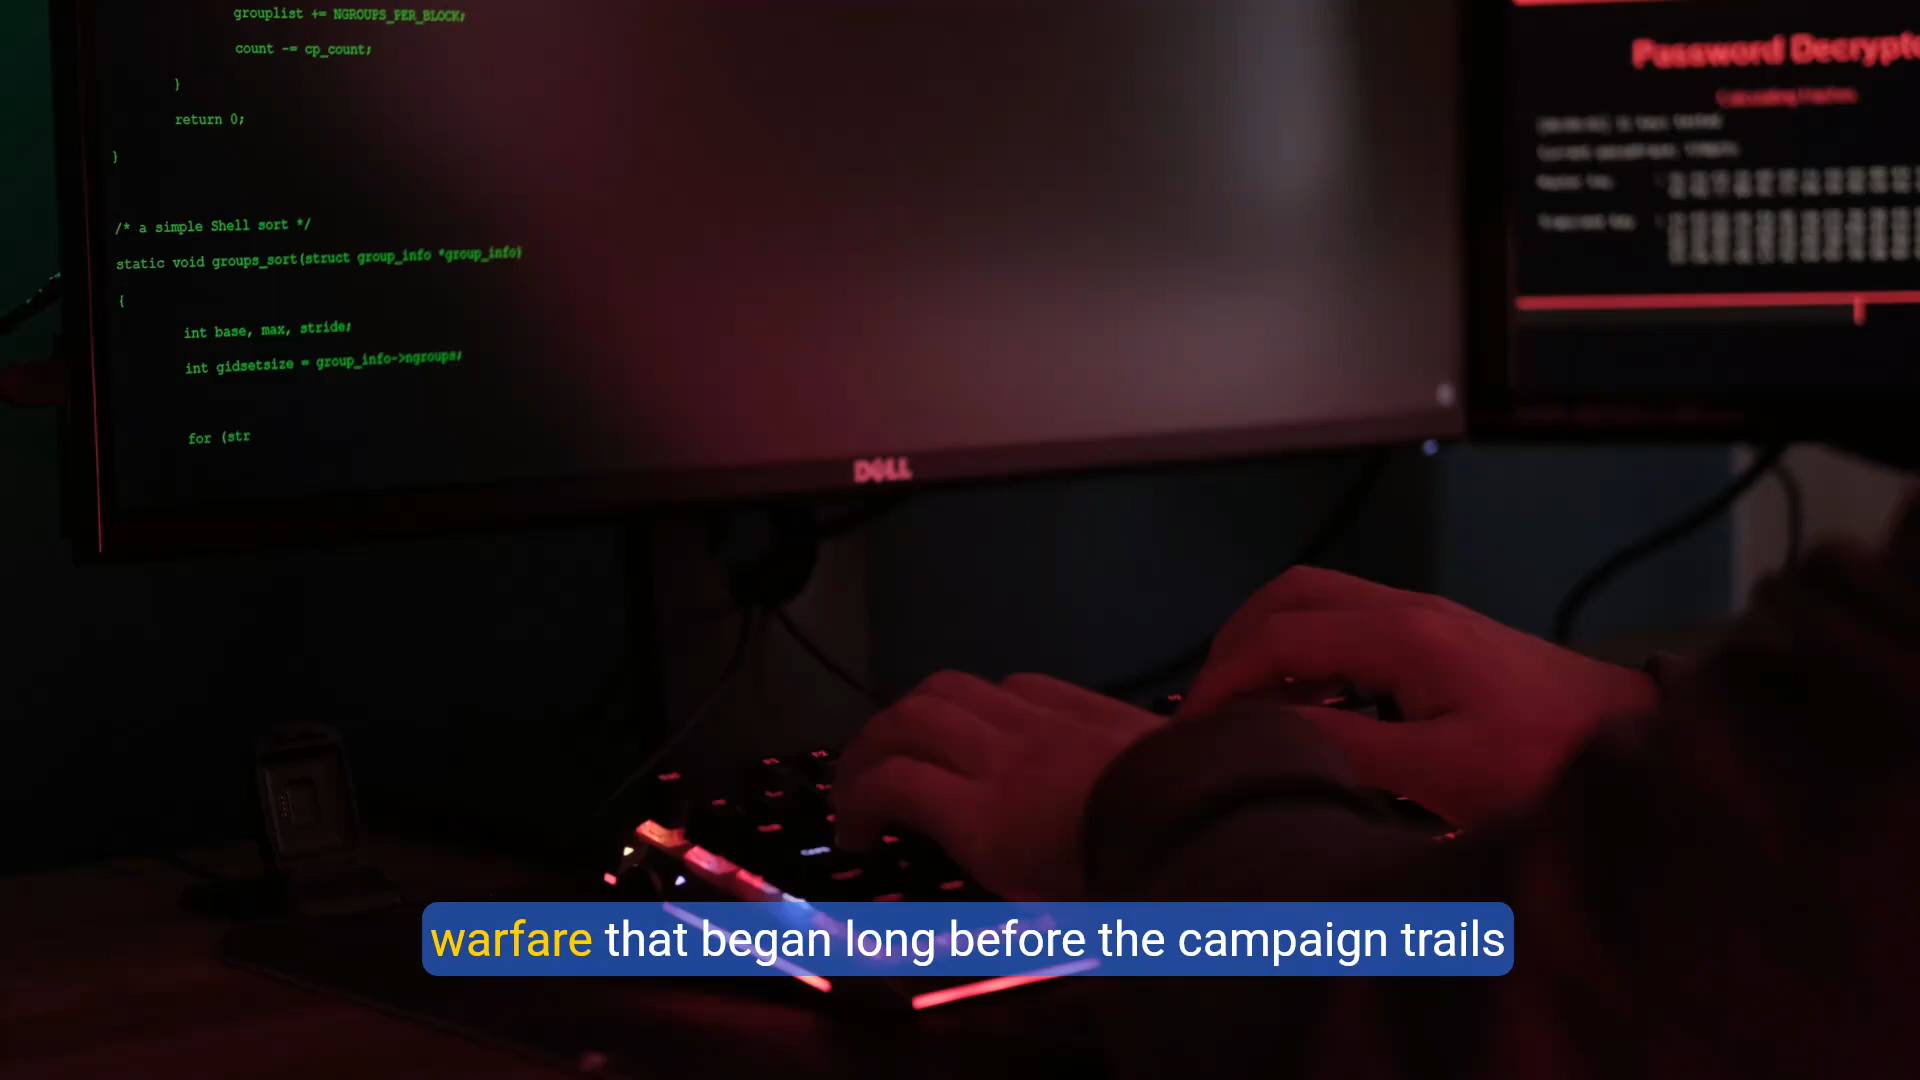 grouplist += NGROUPS_PER_BLOCK;
count -= cp_count;
}
return 0;
}
/* a simple Shell sort */
static void groups_sort(struct group_info *group_info)
{
int base, max, stride;
int gidsetsize = group_info->ngroups;
for (str
DELL
Password Decrypto
warfare that began long before the campaign trails